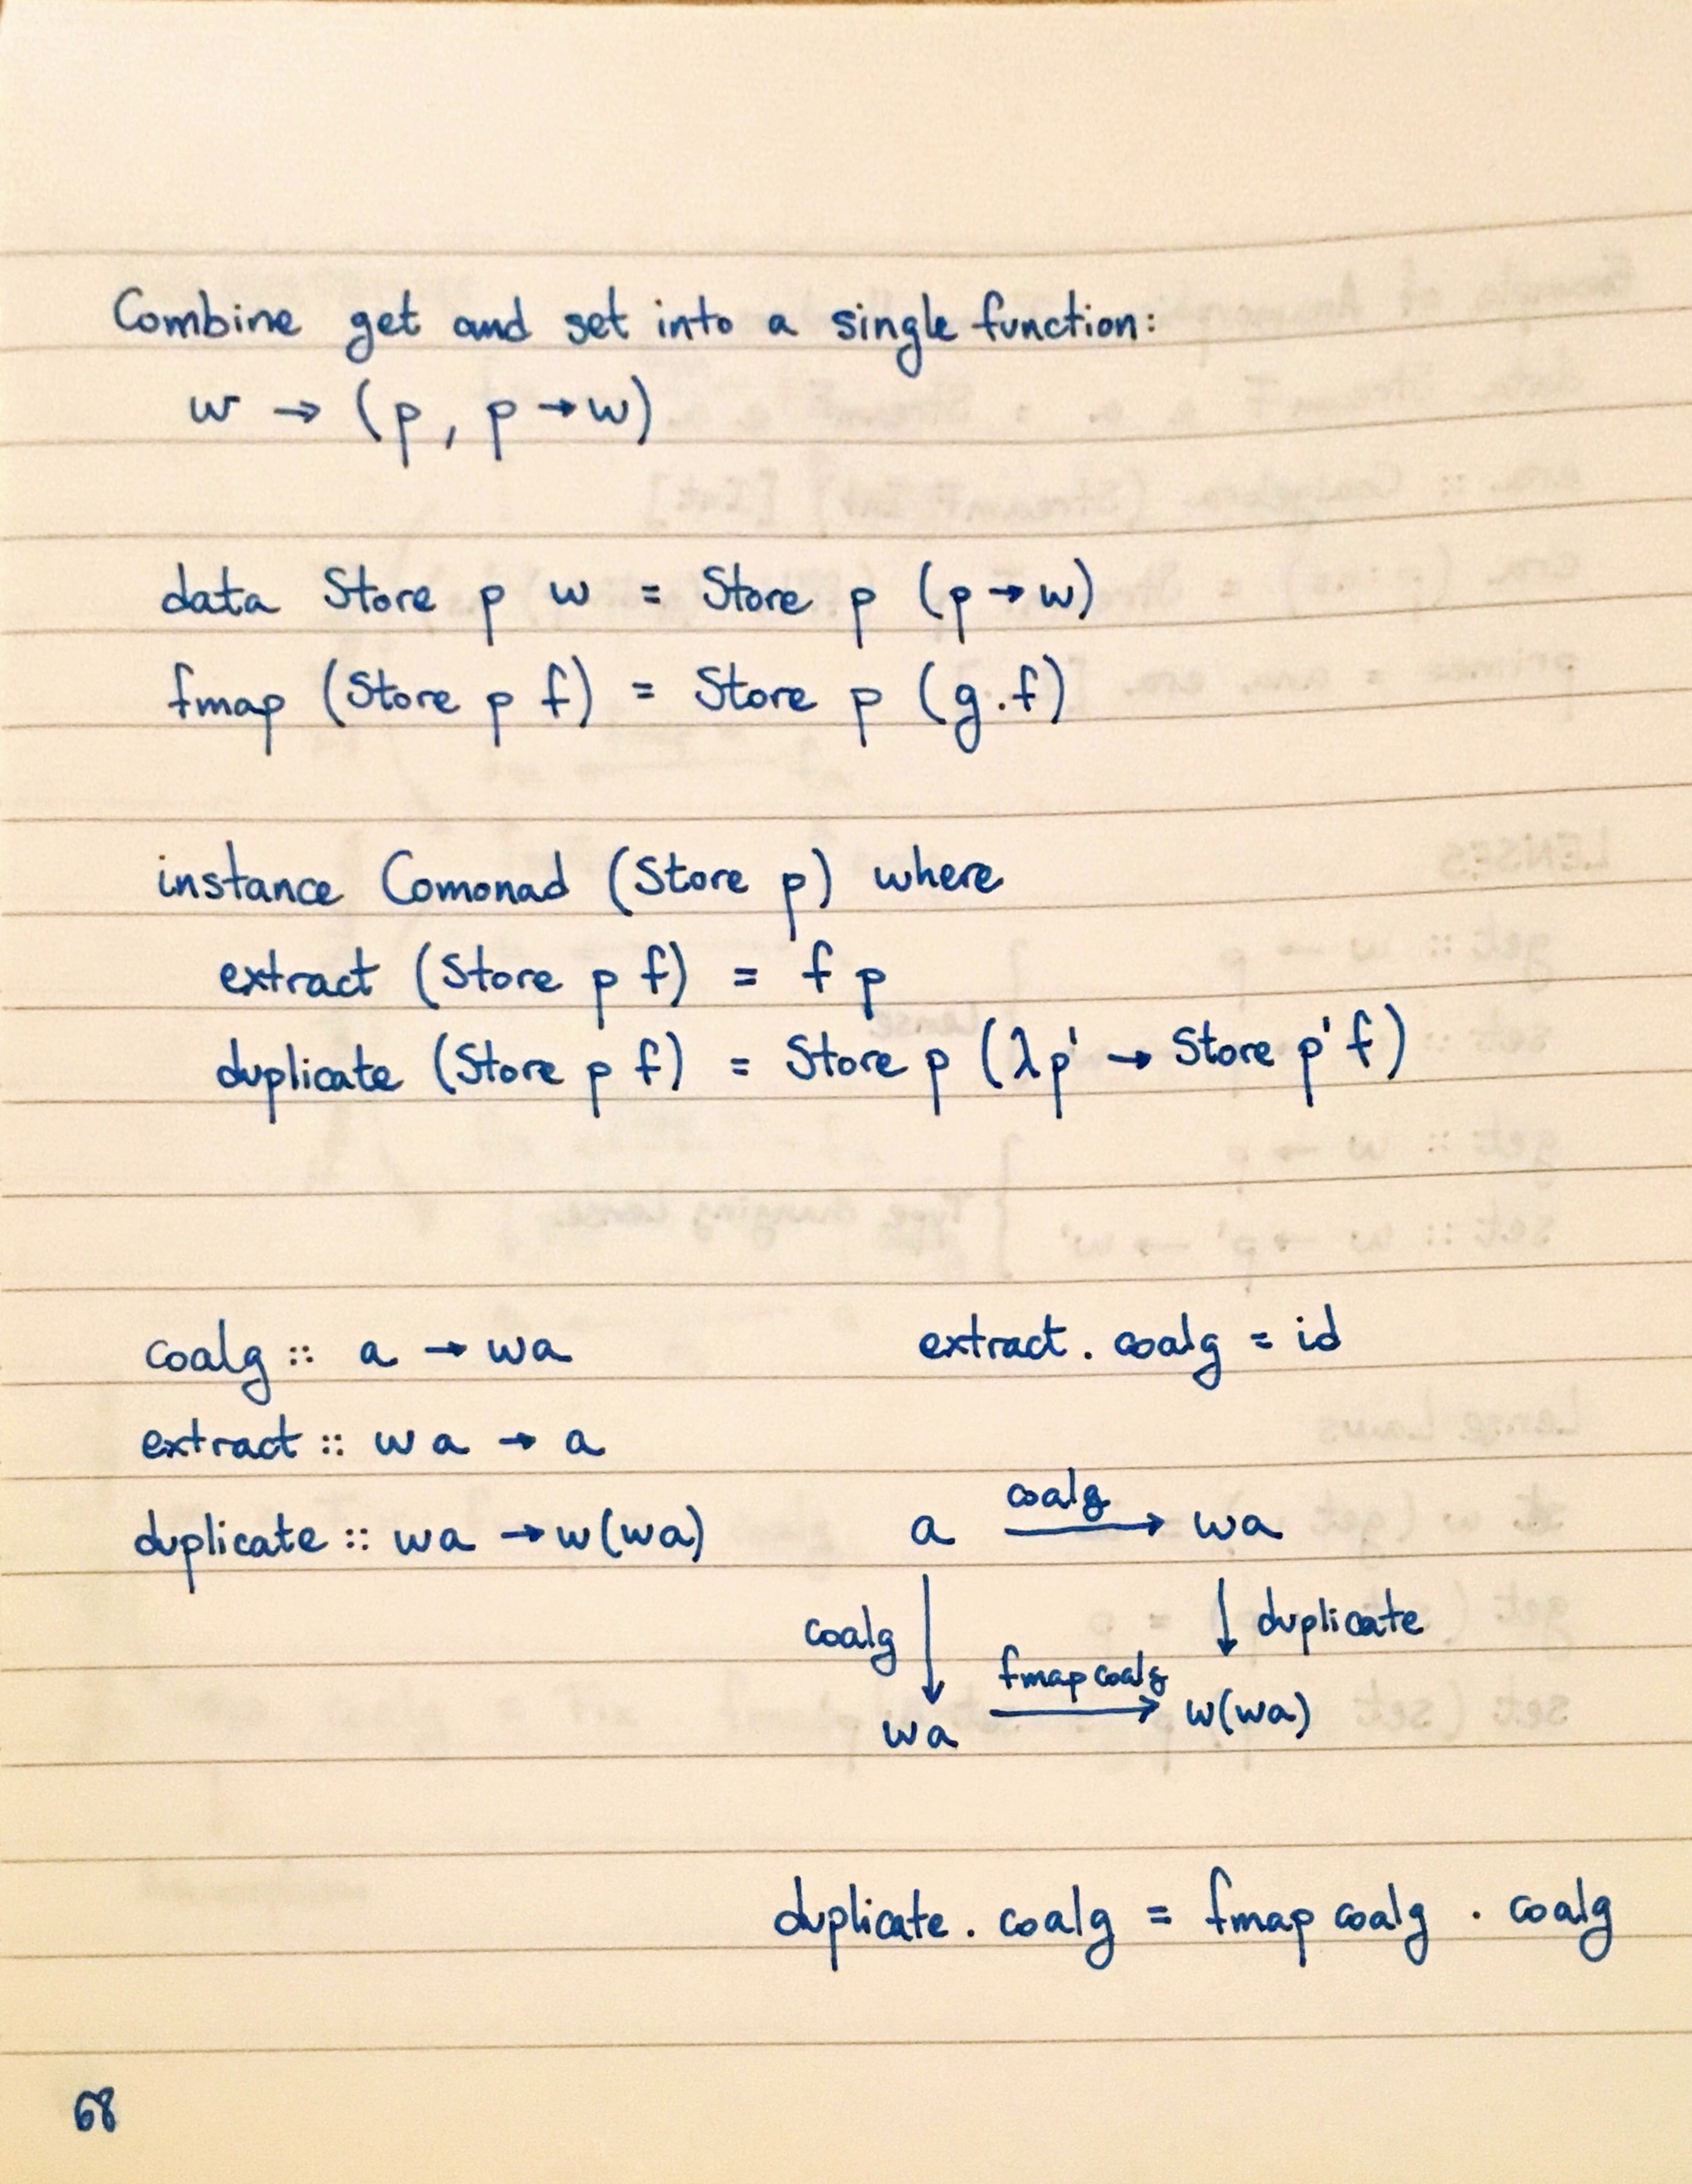 Combine get and set into a single function:
w → (p, p → w)
data Store p w = Store p (p → w)
fmap (Store p f) = Store p (g . f)
instance Comonad (Store p) where
extract (Store p f) = f p
duplicate (Store p f) = Store p (λp' → Store p' f)
coalg :: a → wa
extract . coalg = id
extract :: w a → a
duplicate :: wa → w(wa)
coalg
a → wa
coalg ↓ ↓ duplicate
fmap coalg
wa → w(wa)
duplicate . coalg = fmap coalg . coalg
68